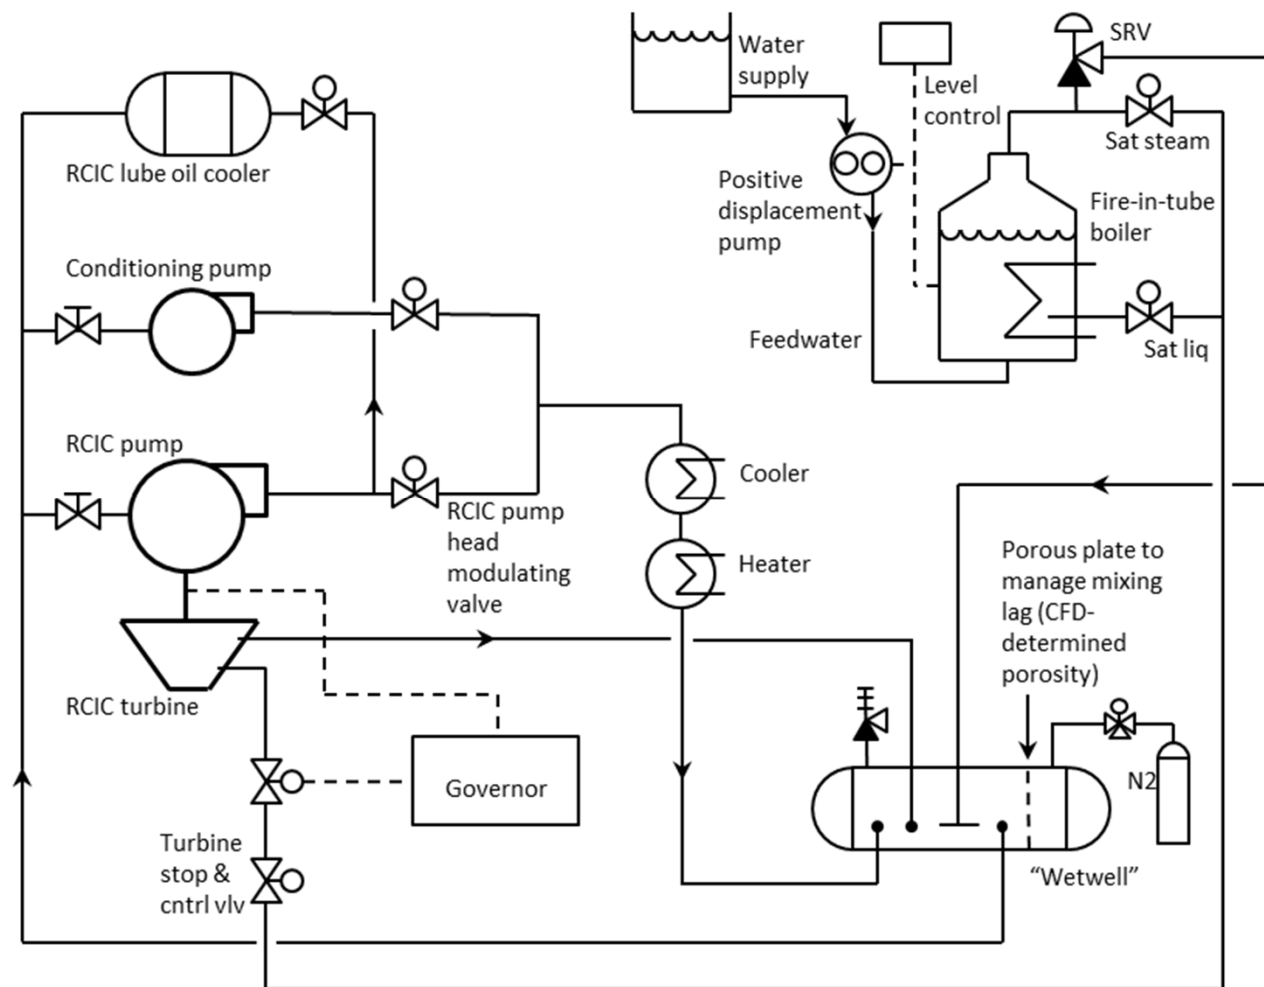 SRV
Water
supply
Level
control
Sat steam
RCIC lube oil cooler
Positive
displacement
pump
Fire-in-tube
boiler
Conditioning pump
Feedwater
Sat liq
RCIC pump
Cooler
RCIC pump
head
modulating
valve
Heater
Porous plate to
manage mixing
lag (CFD-
determined
porosity)
RCIC turbine
Governor
N2
Turbine
stop &
cntrl vlv
“Wetwell”